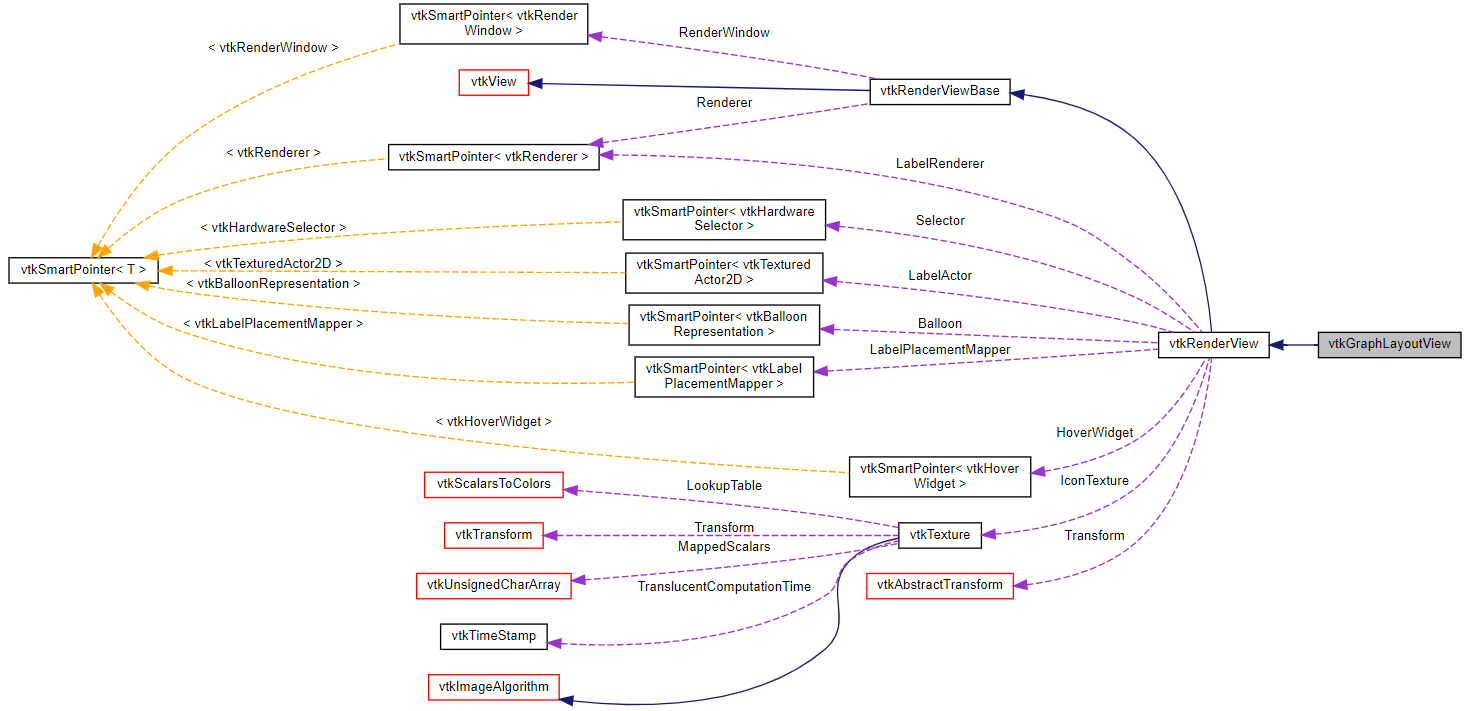 vtkSmartPointer< vtkRender
Window >
RenderWindow
< vtkRenderWindow >
vtkView
vtkRenderViewBase
Renderer
< vtkRenderer >
vtkSmartPointer< vtkRenderer >
LabelRenderer
vtkSmartPointer< vtkHardware
Selector >
Selector
< vtkHardwareSelector >
vtkSmartPointer< T >
< vtkTexturedActor2D >
vtkSmartPointer< vtkTextured
Actor2D >
LabelActor
< vtkBalloonRepresentation >
vtkSmartPointer< vtkBalloon
Representation >
Balloon
< vtkLabelPlacementMapper >
LabelPlacementMapper
vtkRenderView
vtkGraphLayoutView
vtkSmartPointer< vtkLabel
PlacementMapper >
< vtkHoverWidget >
HoverWidget
vtkSmartPointer< vtkHover
Widget >
vtkScalarsToColors
LookupTable
IconTexture
vtkTransform
Transform
vtkTexture
Transform
MappedScalars
vtkUnsignedCharArray
TranslucentComputationTime
vtkAbstractTransform
vtkTimeStamp
vtkImageAlgorithm